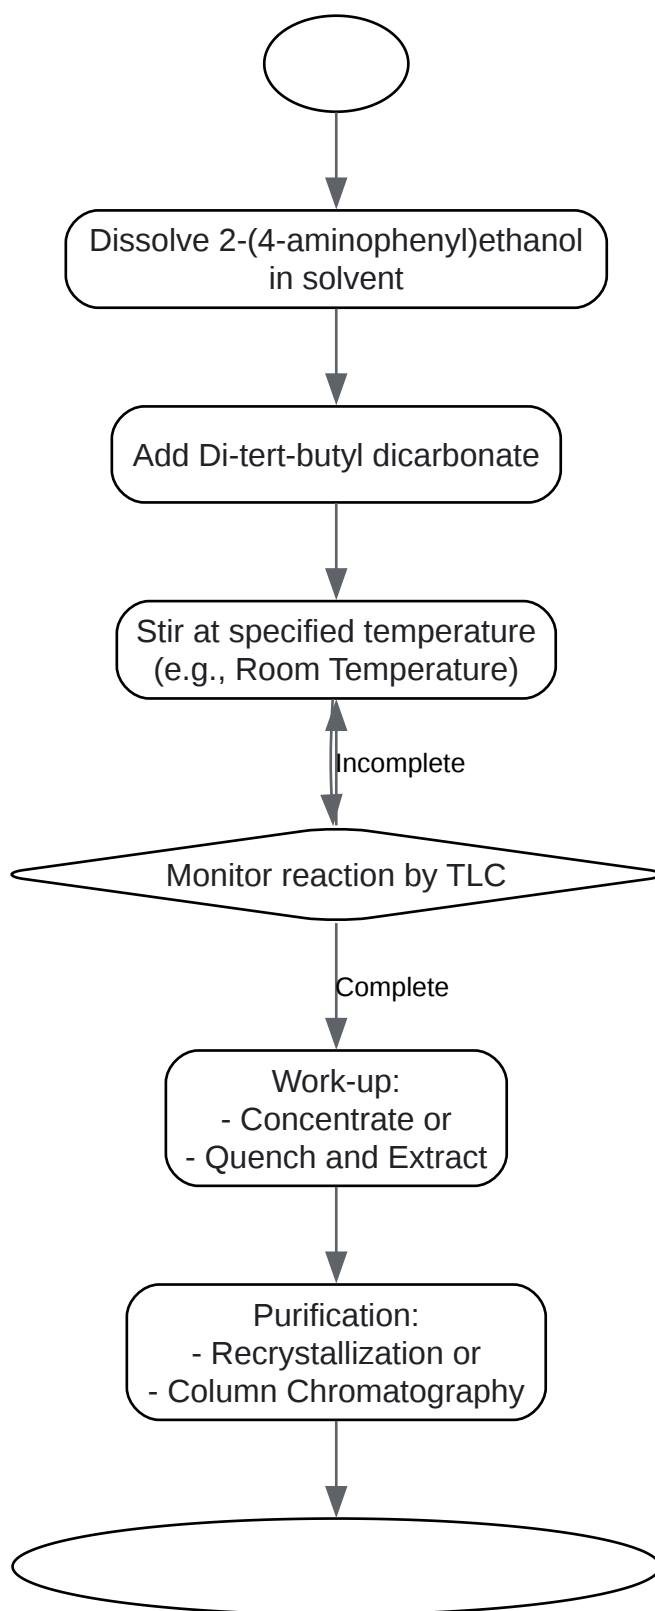 Dissolve 2-(4-aminophenyl)ethanol
in solvent
Add Di-tert-butyl dicarbonate
Stir at specified temperature
(e.g., Room Temperature)
Incomplete
Monitor reaction by TLC
Complete
Work-up:
- Concentrate or
- Quench and Extract
Purification:
- Recrystallization or
- Column Chromatography